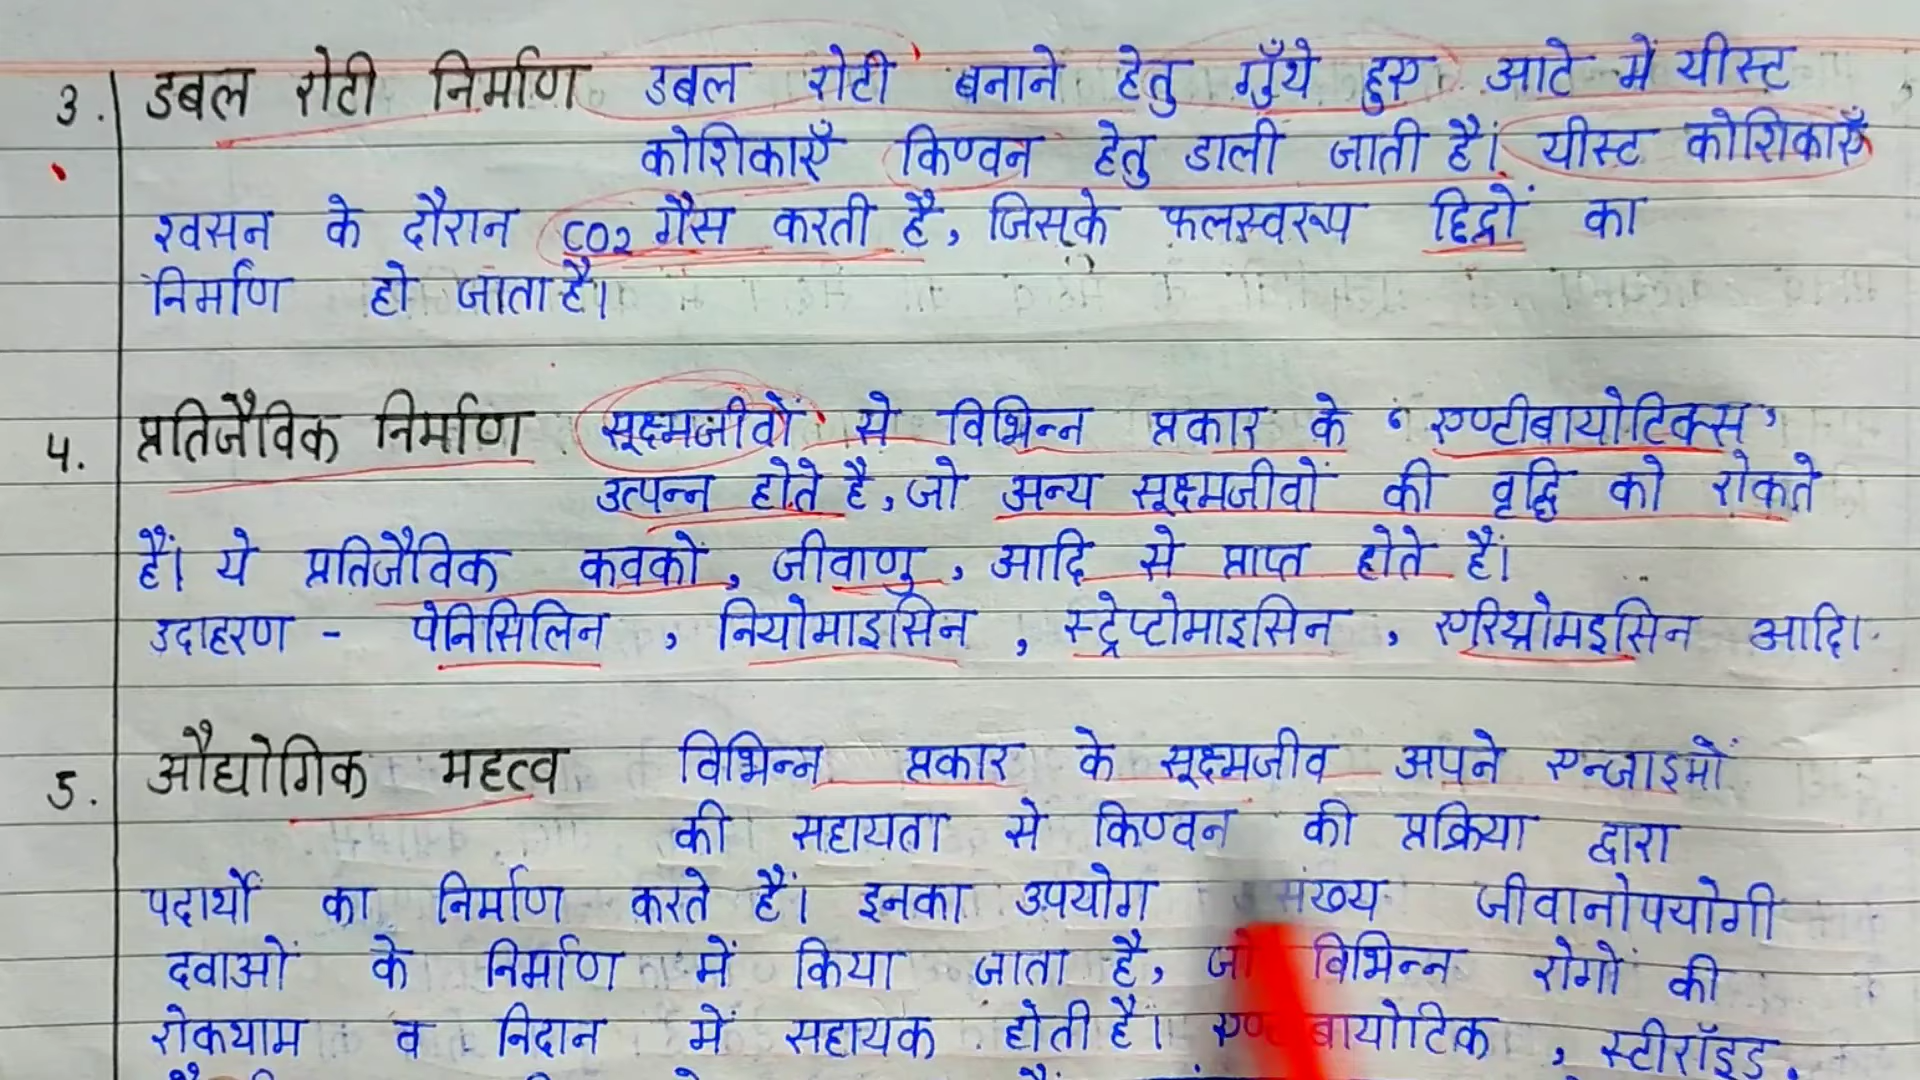 3. डबल रोटी निर्माण डबल रोटी बनाने हेतु गुँथे हुए आटे में यीस्ट
कोशिकाएँ किण्वन हेतु डाली जाती है। यीस्ट कोशिकाएँ
श्वसन के दौरान CO2 गैस करती है, जिसके फलस्वरूप छिद्रों का
निर्माण हो जाता है।
4. प्रतिजैविक निर्माण सूक्ष्मजीवों से विभिन्न प्रकार के 'एण्टीबायोटिक्स'
उत्पन्न होते है, जो अन्य सूक्ष्मजीवों की वृद्धि को रोकते
हैं। ये प्रतिजैविक कवकों, जीवाणु, आदि से प्राप्त होते हैं।
उदाहरण - पेनिसिलिन, नियोमाइसिन, स्ट्रेप्टोमाइसिन, एरिथ्रोमइसिन आदि।
5. औद्योगिक महत्व विभिन्न प्रकार के सूक्ष्मजीव अपने एन्जाइमों
की सहायता से किण्वन की प्रक्रिया द्वारा
पदार्थों का निर्माण करते हैं। इनका उपयोग जीवानोपयोगी
दवाओं के निर्माण में किया जाता है, जो विभिन्न रोगों की
रोकथाम व निदान में सहायक होती है। स्टीरॉइड,